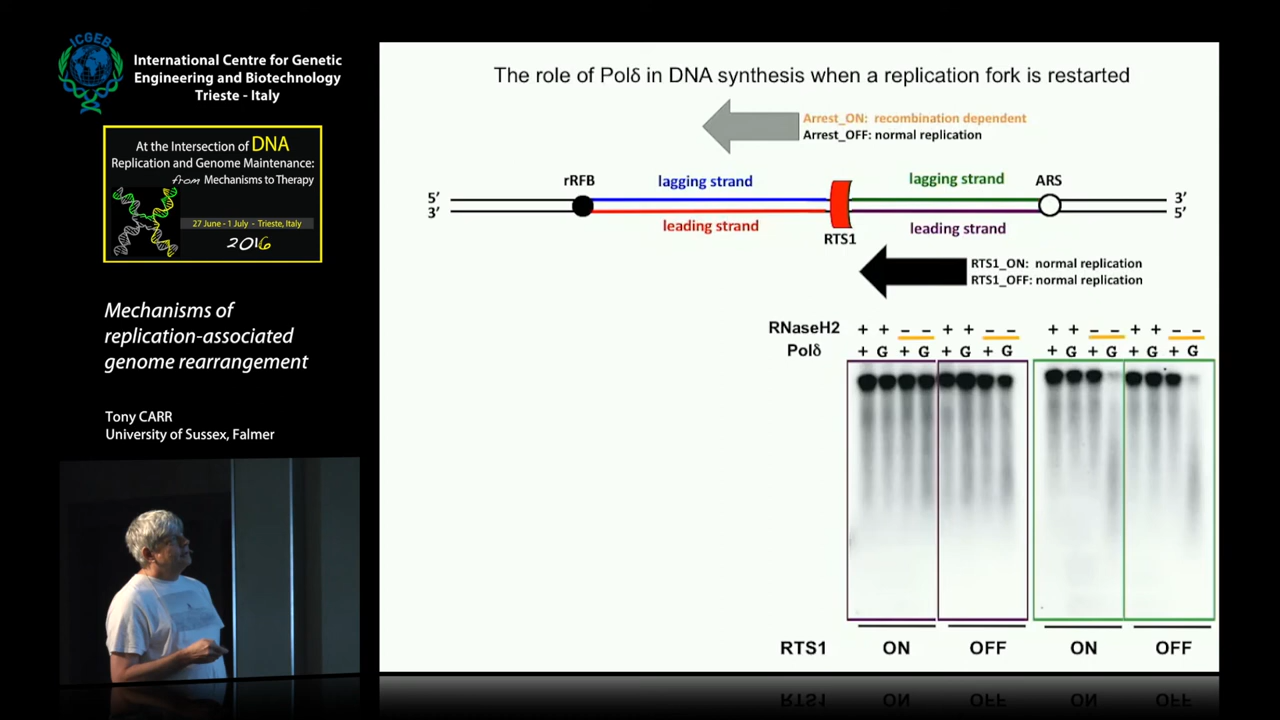 ICGEB
International Centre for Genetic
Engineering and Biotechnology
Trieste - Italy
At the Intersection of DNA
Replication and Genome Maintenance:
from Mechanisms to Therapy
27 June - 1 July - Trieste, Italy
2016
Mechanisms of
replication-associated
genome rearrangement
Tony CARR
University of Sussex, Falmer
The role of Polδ in DNA synthesis when a replication fork is restarted
Arrest_ON: recombination dependent
Arrest_OFF: normal replication
rRFB lagging strand lagging strand ARS
5’ 3’
3’ 5’
leading strand RTS1 leading strand
RTS1_ON: normal replication
RTS1_OFF: normal replication
RNaseH2 + + – – + + – – + + – – + + – –
Polδ + G + G + G + G + G + G + G + G
RTS1 ON OFF ON OFF